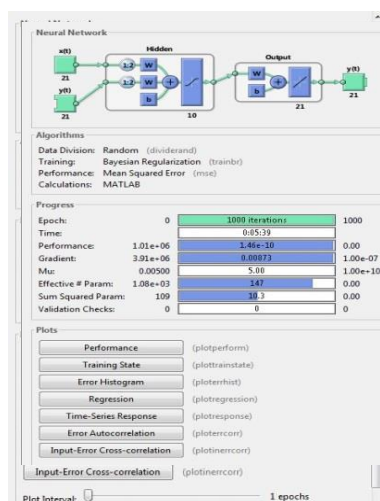 Neural Network
Hidden
Output
x(t)
21
y(t)
21
1:2
W
1:2
W
b
10
W
b
21
y(t)
21
Algorithms
Data Division: Random (dividerand)
Training: Bayesian Regularization (trainbr)
Performance: Mean Squared Error (mse)
Calculations: MATLAB
Progress
Epoch: 0 1000 iterations 1000
Time: 0:05:39
Performance: 1.01e+06 1.46e-10 0.00
Gradient: 3.91e+06 0.00873 1.00e-07
Mu: 0.00500 5.00 1.00e+10
Effective # Param: 1.08e+03 147 0.00
Sum Squared Param: 109 10.3 0.00
Validation Checks: 0 0 0
Plots
Performance (plotperform)
Training State (plottrainstate)
Error Histogram (ploterrhist)
Regression (plotregression)
Time-Series Response (plotresponse)
Error Autocorrelation (ploterrcorr)
Input-Error Cross-correlation (plotinerrcorr)
Input-Error Cross-correlation (plotinerrcorr)
Plot Interval: 1 epochs